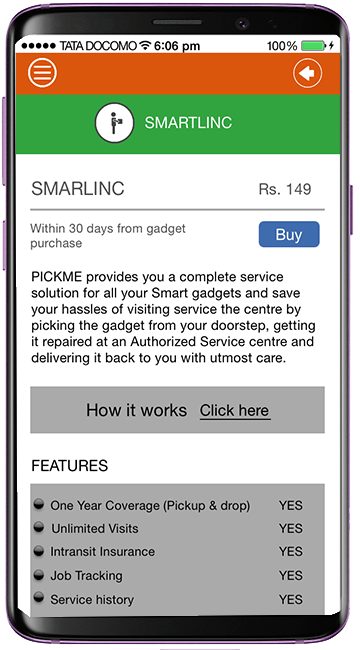 TATA DOCOMO 6:06 pm 100%
SMARTLINC
SMARLINC Rs. 149
Within 30 days from gadget
purchase
Buy
PICKME provides you a complete service
solution for all your Smart gadgets and save
your hassles of visiting service the centre by
picking the gadget from your doorstep, getting
it repaired at an Authorized Service centre and
delivering it back to you with utmost care.
How it works Click here
FEATURES
One Year Coverage (Pickup & drop) YES
Unlimited Visits YES
Intransit Insurance YES
Job Tracking YES
Service history YES